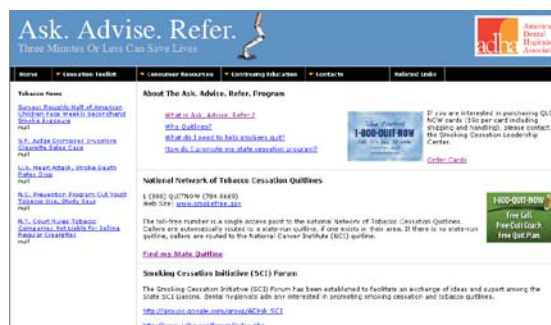 Ask. Advise. Refer.
Three Minutes Or Less Can Save Lives
American
Dental
Hygienists
Associati
adha
Home
Cessation Toolkit
Consumer Resources
Continuing Education
Contacts
Related Links
Tobacco News
Survey: Roughly Half of American
Children Face Weekly Secondhand
Smoke Exposure
null
S.F. Judge Examines Drugstore
Cigarette Sales Case
null
U.S. Heart Attack, Stroke Death
Rates Drop
null
N.C. Prevention Program Cut Youth
Tobacco Use, Study Says
null
N.Y. Court Rules Tobacco
Companies Not Liable for Selling
Regular Cigarettes
null
About The Ask. Advise. Refer. Program
What is Ask. Advise. Refer.?
Why Quitlines?
What do I need to help smokers quit?
How do I promote my state cessation program?
1-800-QUIT-NOW
If you are interested in purchasing QUI
NOW cards (10c per card including
shipping and handling), please contact
the Smoking Cessation Leadership
Center.
Order Cards
National Network of Tobacco Cessation Quitlines
1 (800) QUITNOW (784-8669)
Web Site: www.smokefree.gov
The toll-free number is a single access point to the national Network of Tobacco Cessation Quitlines.
Callers are automatically routed to a state-run quitline, if one exists in their area. If there is no state-run
quitline, callers are routed to the National Cancer Institute (NCI) quitline.
Find my State Quitline
1-800-QUIT-NOW
Free Call.
Free Quit Coach.
Free Quit Plan.
Smoking Cessation Initiative (SCI) Forum
The Smoking Cessation Initiative (SCI) Forum has been established to facilitate an exchange of ideas and support among the
State SCI Liaisons, dental hygienists and any interested in promoting smoking cessation and tobacco quitlines.
http://groups.google.com/group/ADHA_SCI